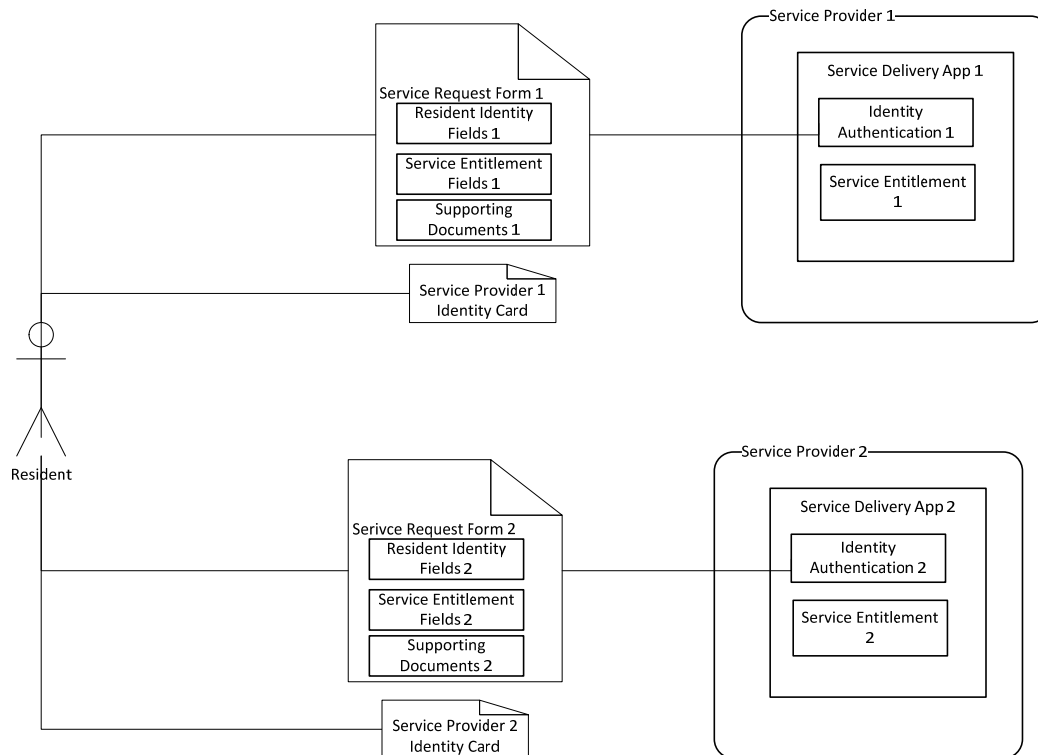 Service Provider 1
Service Delivery App 1
Identity
Authentication 1
Service Entitlement
1
Service Request Form 1
Resident Identity
Fields 1
Service Entitlement
Fields 1
Supporting
Documents 1
Service Provider 1
Identity Card
Resident
Service Provider 2
Service Delivery App 2
Identity
Authentication 2
Service Entitlement
2
Serivce Request Form 2
Resident Identity
Fields 2
Service Entitlement
Fields 2
Supporting
Documents 2
Service Provider 2
Identity Card